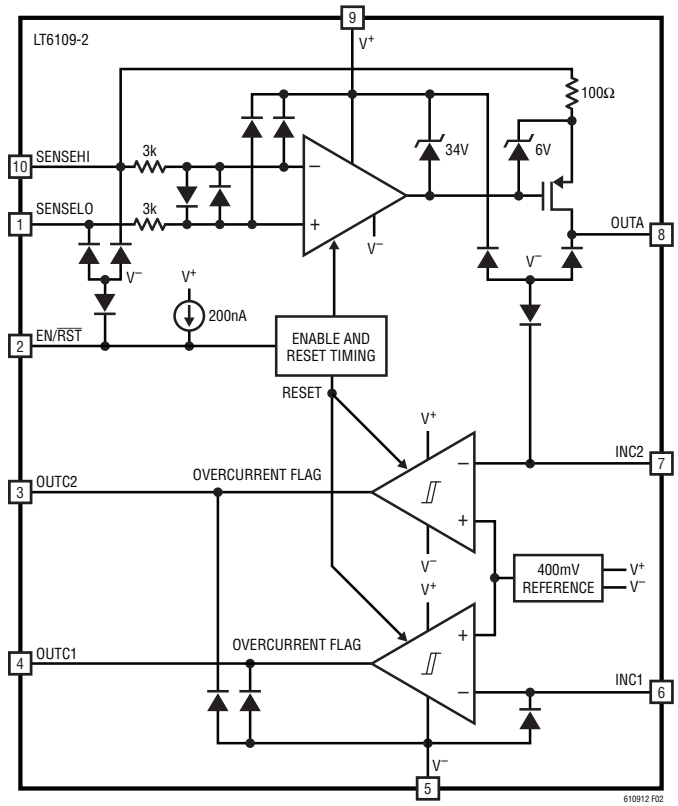 LT6109-2
9
V+
100Ω
34V
6V
10 SENSEHI
3k
–
1 SENSELO
3k
+
V–
OUTA 8
V–
V–
V+
200nA
2 EN/R̅S̅T̅
ENABLE AND
RESET TIMING
RESET
V+
INC2 7
–
3 OUTC2
OVERCURRENT FLAG
+
V–
400mV
REFERENCE
V+
V–
V+
4 OUTC1
OVERCURRENT FLAG
+
–
INC1 6
V–
5
610912 F02